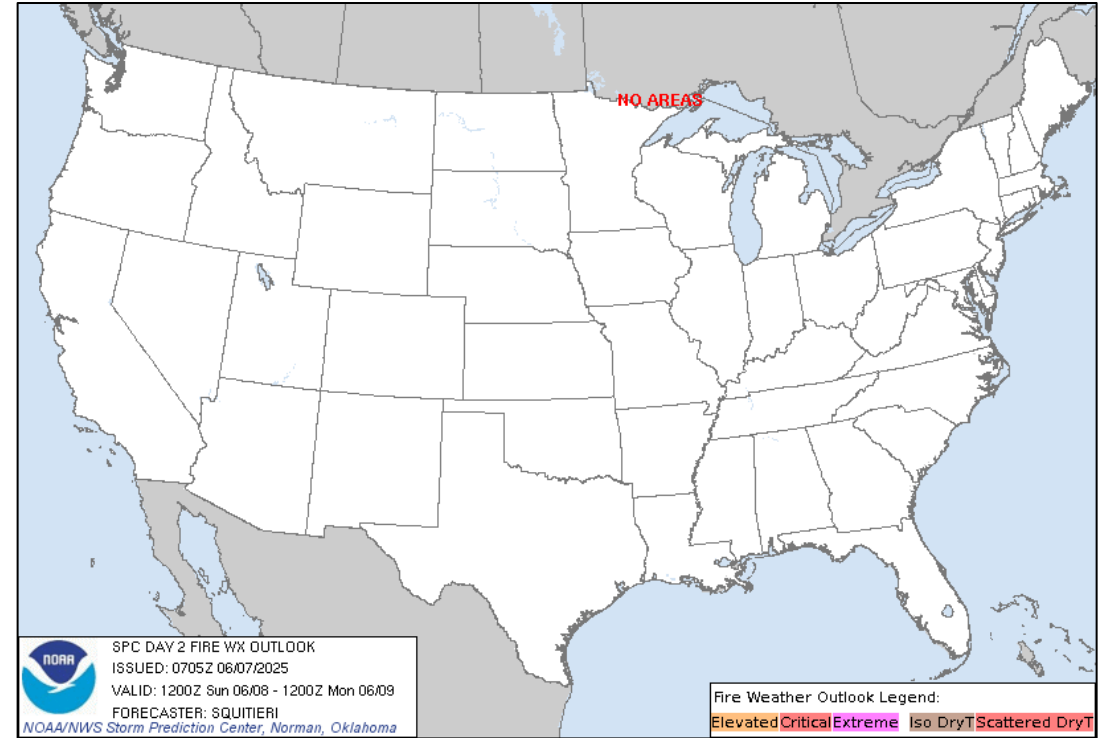 NO AREAS
NOAA
SPC DAY 2 FIRE WX OUTLOOK
ISSUED: 0705Z 06/07/2025
VALID: 1200Z Sun 06/08 - 1200Z Mon 06/09
FORECASTER: SQUITIERI
NOAA/NWS Storm Prediction Center, Norman, Oklahoma
Fire Weather Outlook Legend:
Elevated Critical Extreme Iso DryT Scattered DryT